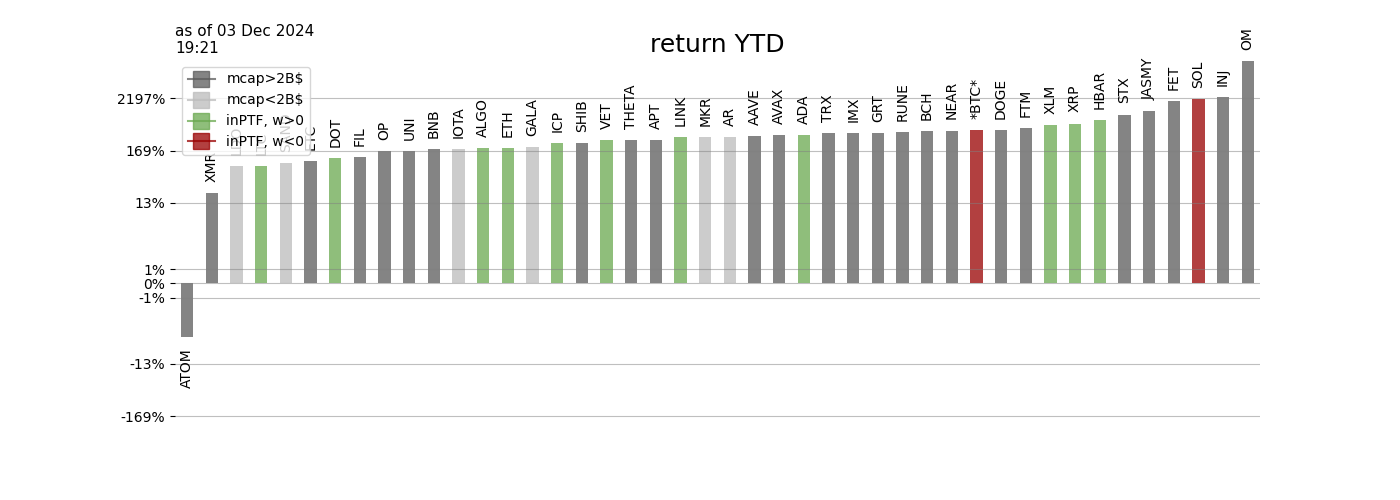 as of 03 Dec 2024
19:21
return YTD
mcap>2B$
mcap<2B$
inPTF, w>0
inPTF, w<0
2197%
169%
13%
1%
0%
-1%
-13%
-169%
ATOM
XMR
ETC
DOT
FIL
OP
UNI
BNB
IOTA
ALGO
ETH
GALA
ICP
SHIB
VET
THETA
APT
LINK
MKR
AR
AAVE
AVAX
ADA
TRX
IMX
GRT
RUNE
BCH
NEAR
*BTC*
DOGE
FTM
XLM
XRP
HBAR
STX
JASMY
FET
SOL
INJ
OM